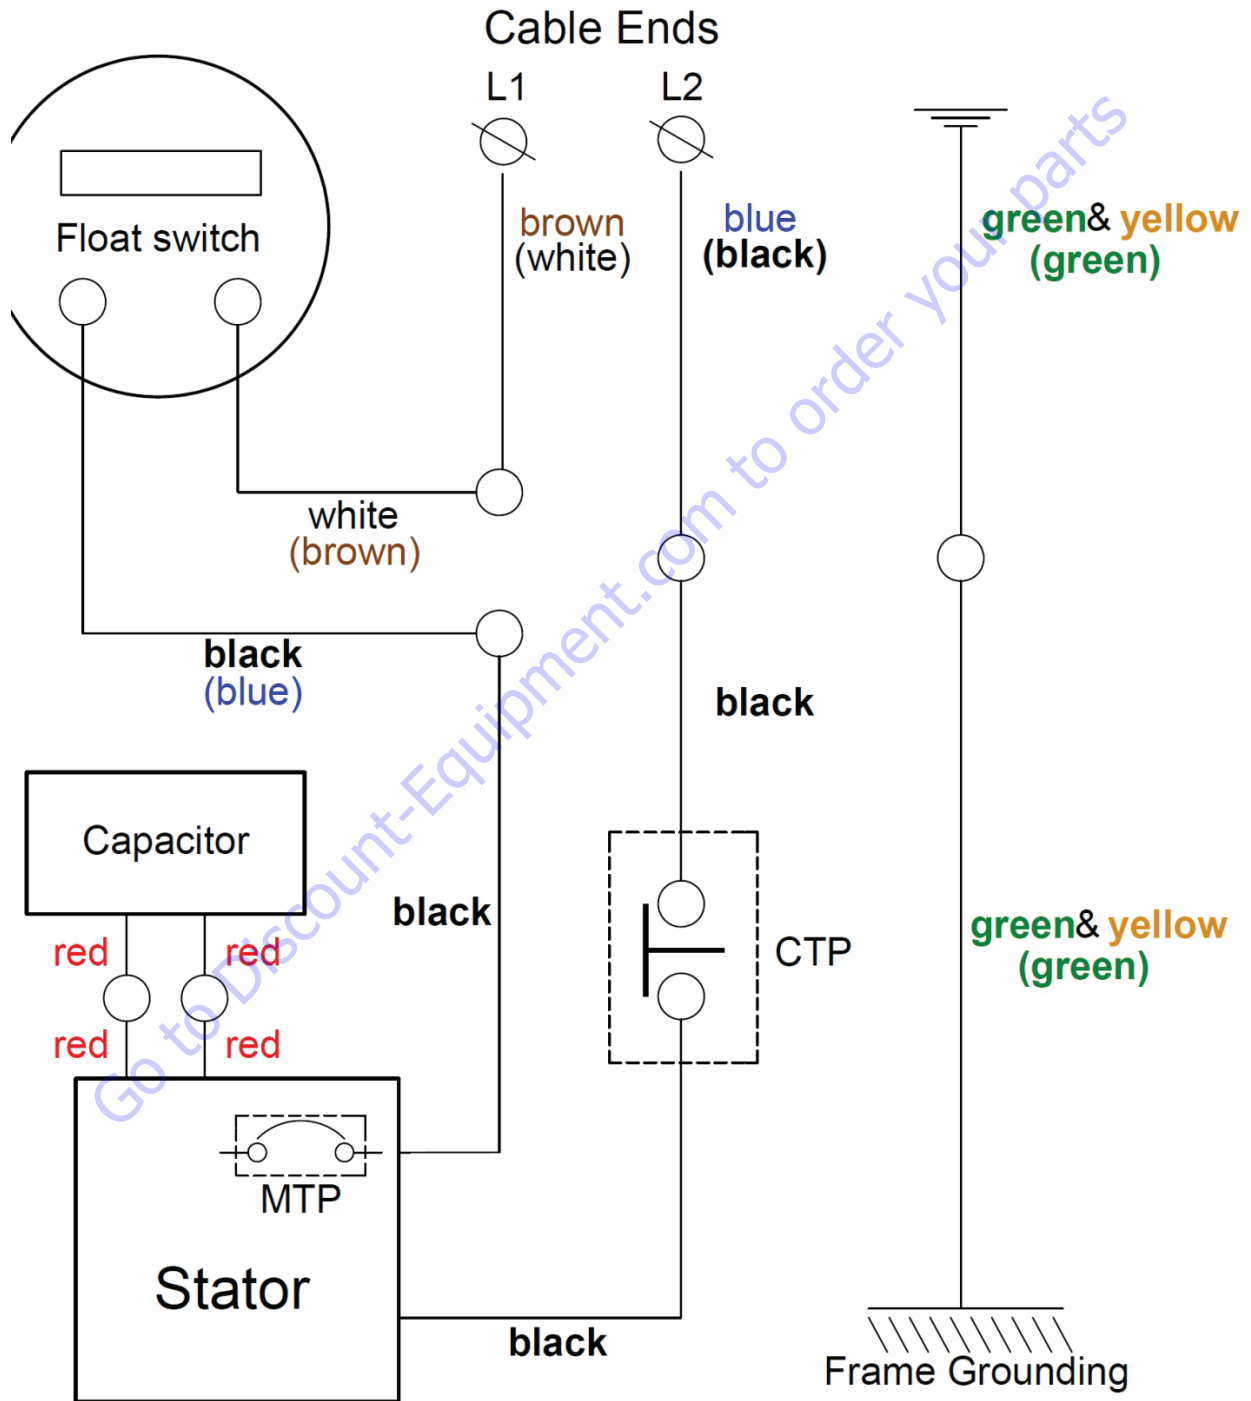 Cable Ends
L1
L2
Float switch
brown
(white)
blue
(black)
green& yellow
(green)
white
(brown)
black
(blue)
black
Capacitor
black
CTP
green& yellow
(green)
red
red
red
red
MTP
Stator
black
Frame Grounding
Go to Discount-Equipment.com to order your parts